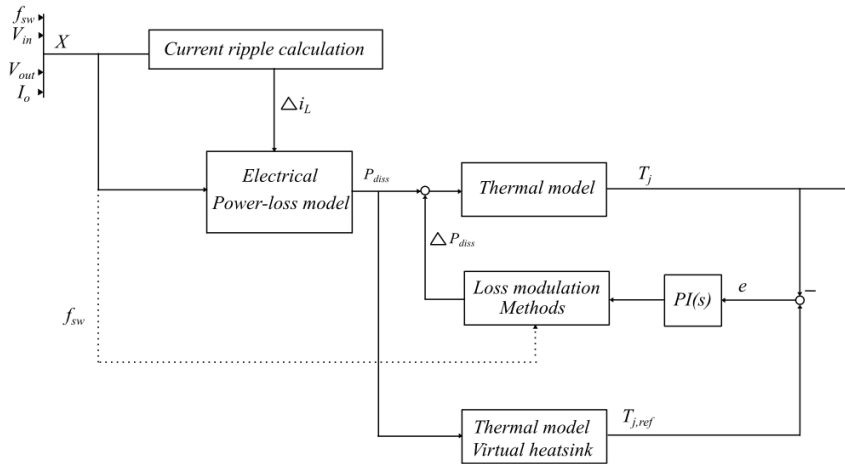 f_sw
V_in
X
V_out
I_o
Current ripple calculation
△ i_L
Electrical
Power-loss model
P_diss
Thermal model
T_j
△ P_diss
Loss modulation
Methods
PI(s)
e
−
f_sw
Thermal model
Virtual heatsink
T_j,ref